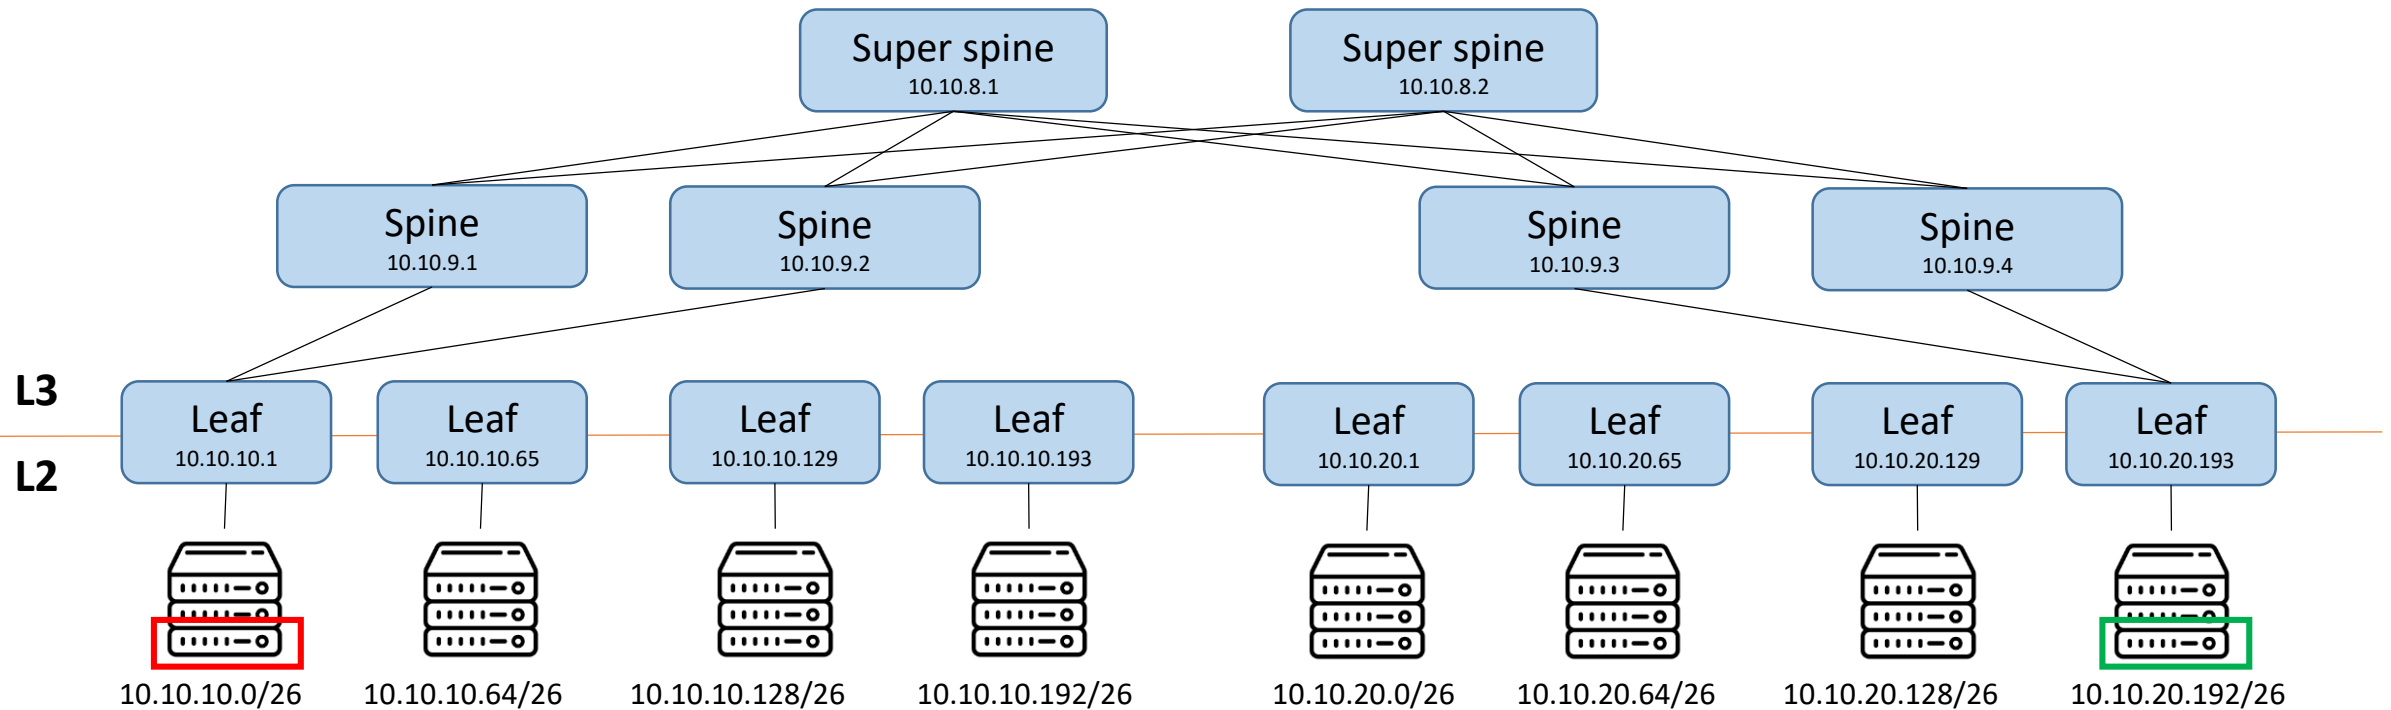 Super spine
10.10.8.1
Super spine
10.10.8.2
Spine
10.10.9.1
Spine
10.10.9.2
Spine
10.10.9.3
Spine
10.10.9.4
L3
L2
Leaf
10.10.10.1
Leaf
10.10.10.65
Leaf
10.10.10.129
Leaf
10.10.10.193
Leaf
10.10.20.1
Leaf
10.10.20.65
Leaf
10.10.20.129
Leaf
10.10.20.193
10.10.10.0/26
10.10.10.64/26
10.10.10.128/26
10.10.10.192/26
10.10.20.0/26
10.10.20.64/26
10.10.20.128/26
10.10.20.192/26